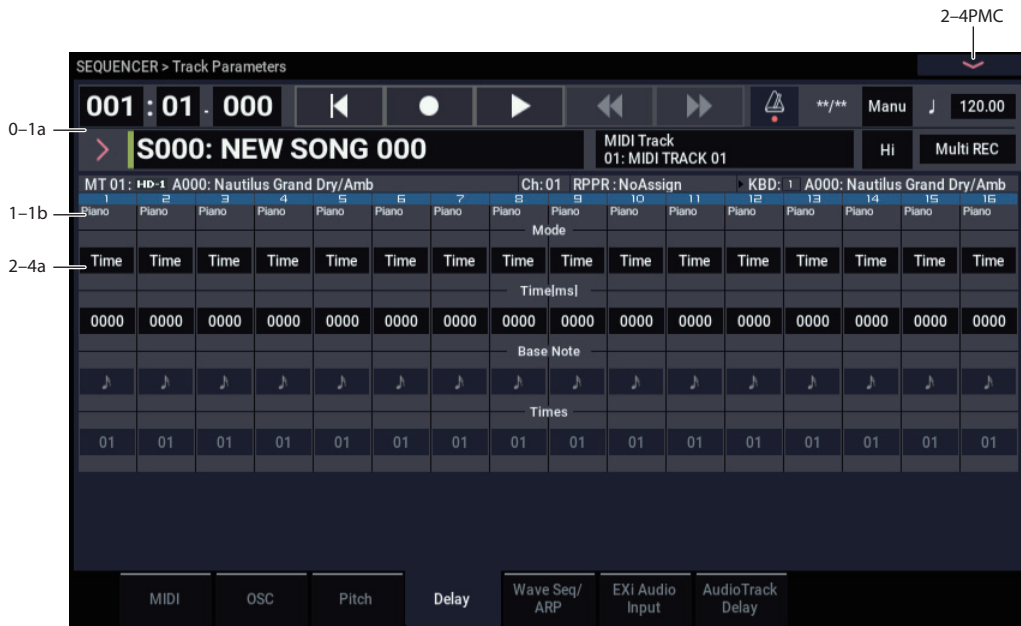 2–4PMC
SEQUENCER > Track Parameters
001 : 01 . 000 **/** Manu ♩ 120.00
0–1a
S000: NEW SONG 000 MIDI Track Hi Multi REC
01: MIDI TRACK 01
MT 01: HD-1 A000: Nautilus Grand Dry/Amb Ch:01 RPPR: NoAssign KBD: 1 A000: Nautilus Grand Dry/Amb
1 2 3 4 5 6 7 8 9 10 11 12 13 14 15 16
1–1b
Piano Piano Piano Piano Piano Piano Piano Piano Piano Piano Piano Piano Piano Piano Piano Piano
Mode
2–4a
Time Time Time Time Time Time Time Time Time Time Time Time Time Time Time Time
Time[ms]
0000 0000 0000 0000 0000 0000 0000 0000 0000 0000 0000 0000 0000 0000 0000 0000
Base Note
♪ ♪ ♪ ♪ ♪ ♪ ♪ ♪ ♪ ♪ ♪ ♪ ♪ ♪ ♪ ♪
Times
01 01 01 01 01 01 01 01 01 01 01 01 01 01 01 01
MIDI OSC Pitch Delay Wave Seq/ EXi Audio AudioTrack
ARP Input Delay